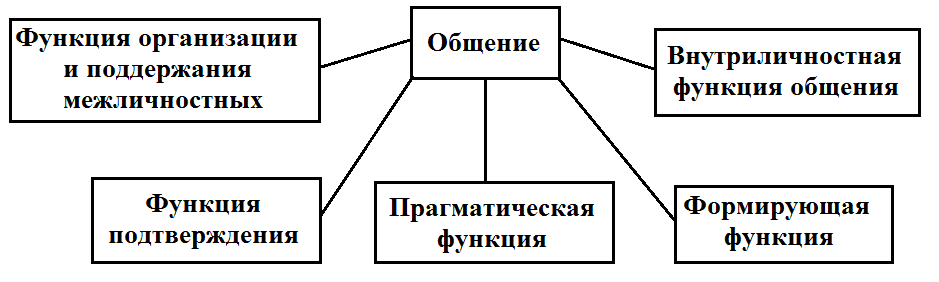 Функция организации
и поддержания
межличностных
Общение
Внутриличностная
функция общения
Функция
подтверждения
Прагматическая
функция
Формирующая
функция